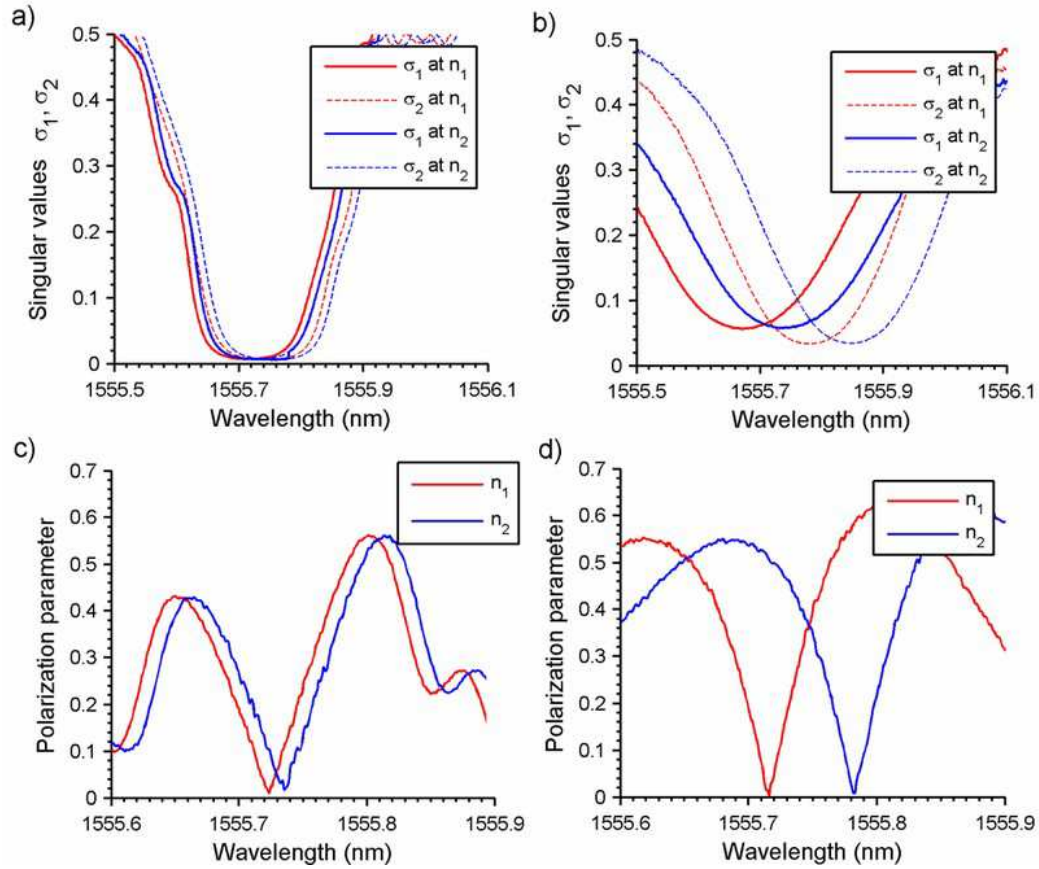 a)
Singular values σ1, σ2
0.5
0.4
0.3
0.2
0.1
0
1555.5
1555.7
1555.9
1556.1
Wavelength (nm)
σ1 at n1
σ2 at n1
σ1 at n2
σ2 at n2
b)
Singular values σ1, σ2
0.5
0.4
0.3
0.2
0.1
0
1555.5
1555.7
1555.9
1556.1
Wavelength (nm)
σ1 at n1
σ2 at n1
σ1 at n2
σ2 at n2
c)
Polarization parameter
0.7
0.6
0.5
0.4
0.3
0.2
0.1
0
1555.6
1555.7
1555.8
1555.9
Wavelength (nm)
n1
n2
d)
Polarization parameter
0.7
0.6
0.5
0.4
0.3
0.2
0.1
0
1555.6
1555.7
1555.8
1555.9
Wavelength (nm)
n1
n2